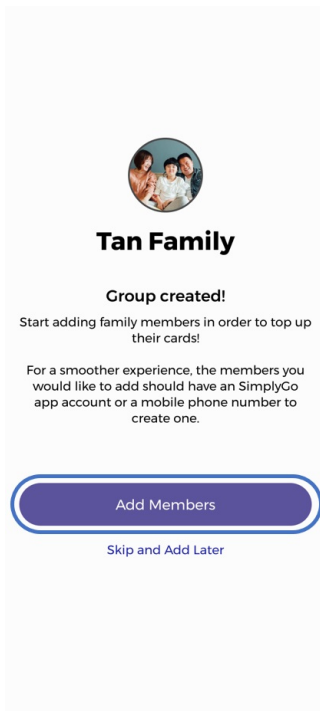 Tan Family
Group created!
Start adding family members in order to top up
their cards!
For a smoother experience, the members you
would like to add should have an SimplyGo
app account or a mobile phone number to
create one.
Add Members
Skip and Add Later